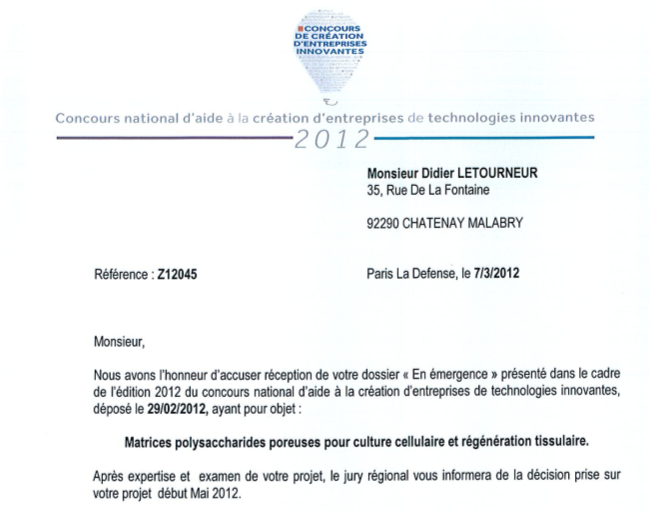 CONCOURS
DE CRÉATION
D'ENTREPRISES
INNOVANTES
Concours national d'aide à la création d'entreprises de technologies innovantes
2012
Monsieur Didier LETOURNEUR
35, Rue De La Fontaine
92290 CHATENAY MALABRY
Référence : Z12045
Paris La Defense, le 7/3/2012
Monsieur,
Nous avons l'honneur d'accuser réception de votre dossier « En émergence » présenté dans le cadre
de l'édition 2012 du concours national d'aide à la création d'entreprises de technologies innovantes,
déposé le 29/02/2012, ayant pour objet :
Matrices polysaccharides poreuses pour culture cellulaire et régénération tissulaire.
Après expertise et examen de votre projet, le jury régional vous informera de la décision prise sur
votre projet début Mai 2012.